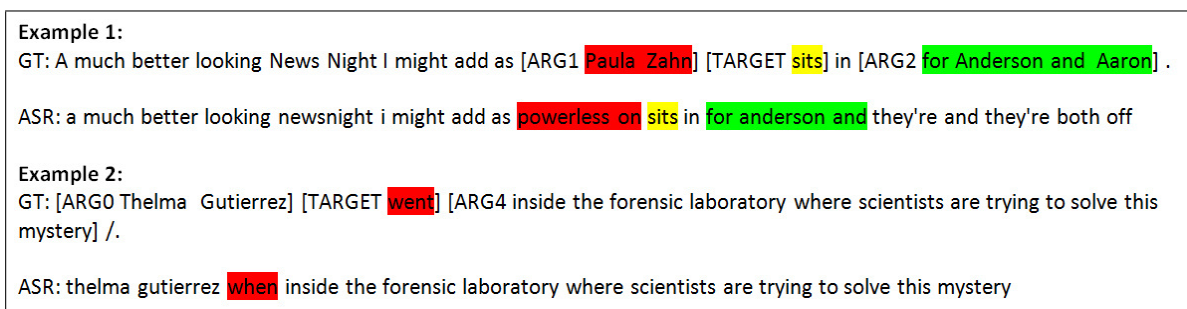 Example 1:
GT: A much better looking News Night I might add as [ARG1 Paula Zahn] [TARGET sits] in [ARG2 for Anderson and Aaron] .
ASR: a much better looking newsnight i might add as powerless on sits in for anderson and they're and they're both off
Example 2:
GT: [ARG0 Thelma Gutierrez] [TARGET went] [ARG4 inside the forensic laboratory where scientists are trying to solve this
mystery] /.
ASR: thelma gutierrez when inside the forensic laboratory where scientists are trying to solve this mystery